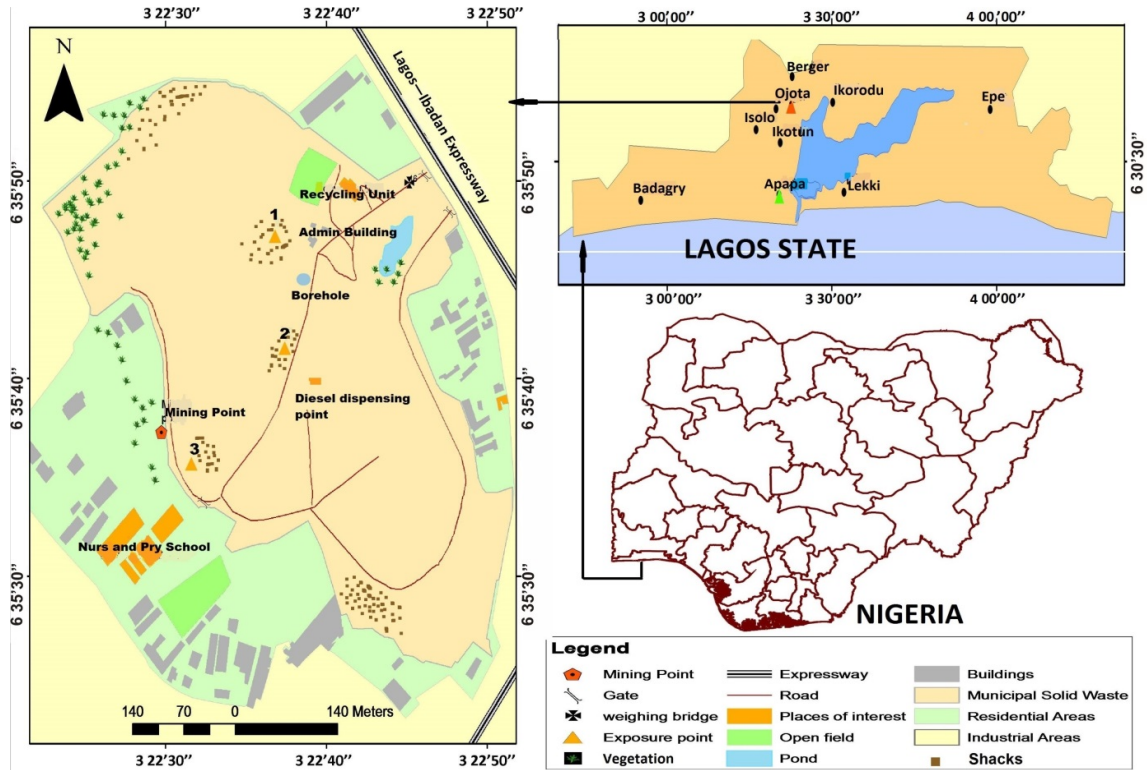 3 22'30''
3 22'40''
3 22'50''
N
Lagos—Ibadan Expressway
6 35'50''
6 35'50''
Recycling Unit
1
Admin Building
Borehole
2
6 35'40''
6 35'40''
Diesel dispensing
point
Mining Point
3
Nurs and Pry School
6 35'30''
6 35'30''
140 70 0 140 Meters
3 22'30''
3 22'40''
3 22'50''
3 00'00''
3 30'00''
4 00'00''
Berger
Ojota
Ikorodu
Epe
Isolo
Ikotun
6 30'30''
6 30'30''
Apapa
Lekki
Badagry
LAGOS STATE
3 00'00''
3 30'00''
4 00'00''
NIGERIA
Legend
Mining Point
Expressway
Buildings
Gate
Road
Municipal Solid Waste
weighing bridge
Places of interest
Residential Areas
Exposure point
Open field
Industrial Areas
Vegetation
Pond
Shacks